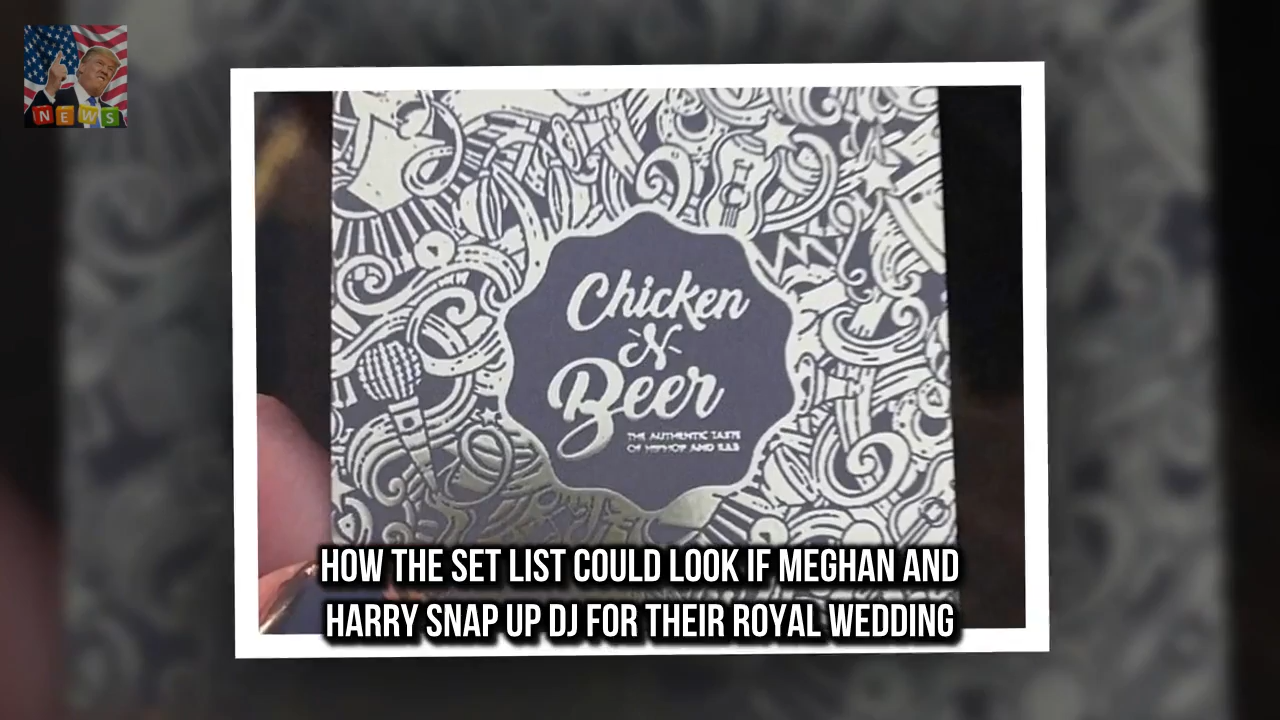 NEWS
Chicken
N
Beer
THE AUTHENTIC TASTE
OF HIPHOP AND R&B
HOW THE SET LIST COULD LOOK IF MEGHAN AND
HARRY SNAP UP DJ FOR THEIR ROYAL WEDDING